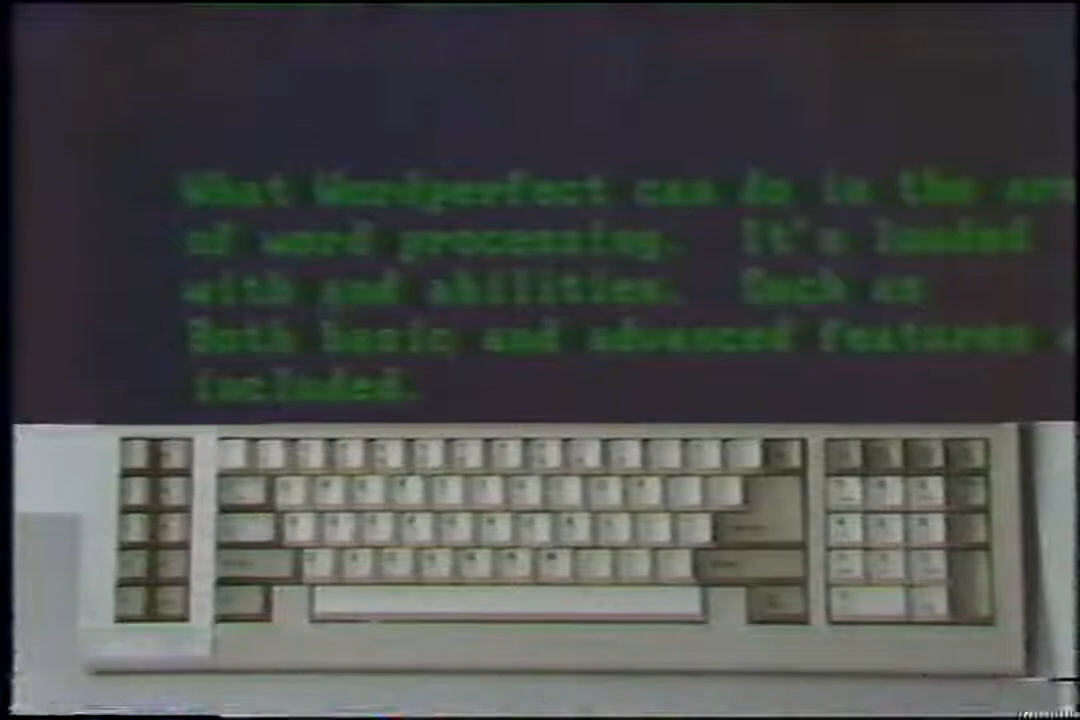 What Wordperfect can do in the
of word processing. It's loaded
with and abilities. Such as
Both basic and advanced features
included.